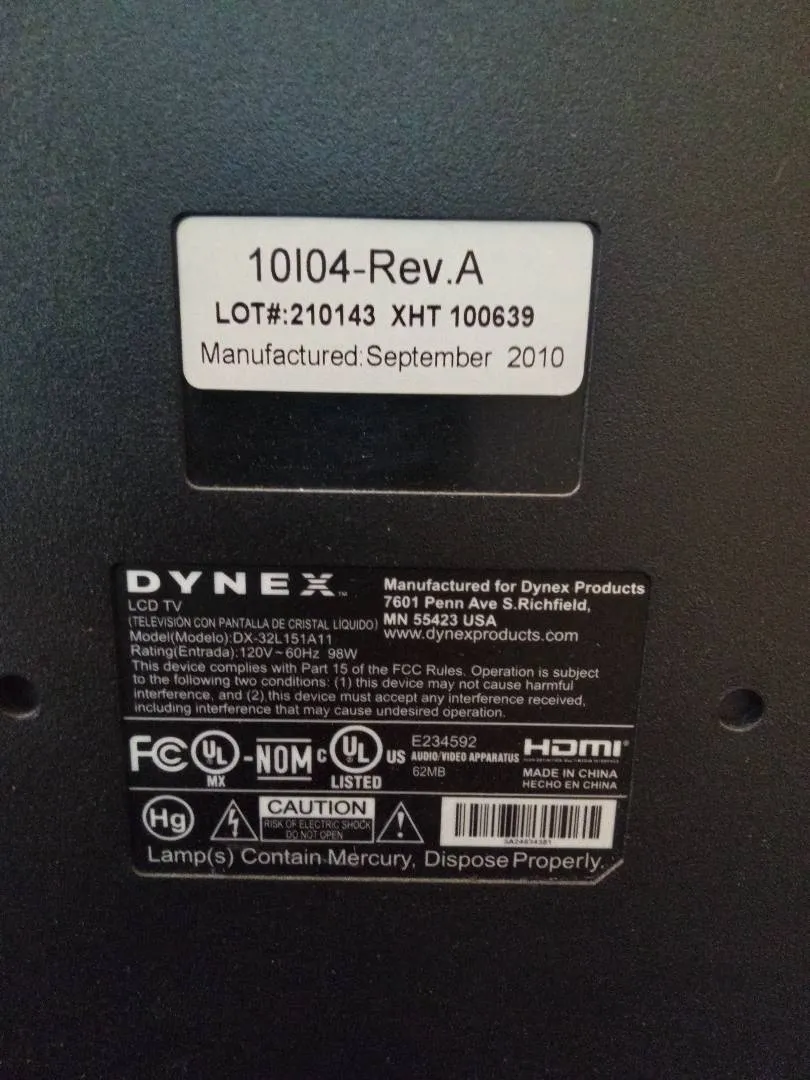 10I04-Rev.A
LOT#:210143 XHT 100639
Manufactured:September 2010
DYNEX™
LCD TV
(TELEVISIÓN CON PANTALLA DE CRISTAL LÍQUIDO)
Model(Modelo):DX-32L151A11
Rating(Entrada):120V~60Hz 98W
Manufactured for Dynex Products
7601 Penn Ave S.Richfield,
MN 55423 USA
www.dynexproducts.com
This device complies with Part 15 of the FCC Rules. Operation is subject
to the following two conditions: (1) this device may not cause harmful
interference, and (2) this device must accept any interference received,
including interference that may cause undesired operation.
FC UL -NOM
MX
C UL US
LISTED
E234592
AUDIO/VIDEO APPARATUS
62MB
HDMI
HIGH-DEFINITION MULTIMEDIA INTERFACE
MADE IN CHINA
HECHO EN CHINA
Hg
CAUTION
RISK OF ELECTRIC SHOCK
DO NOT OPEN
Lamp(s) Contain Mercury, Dispose Properly.